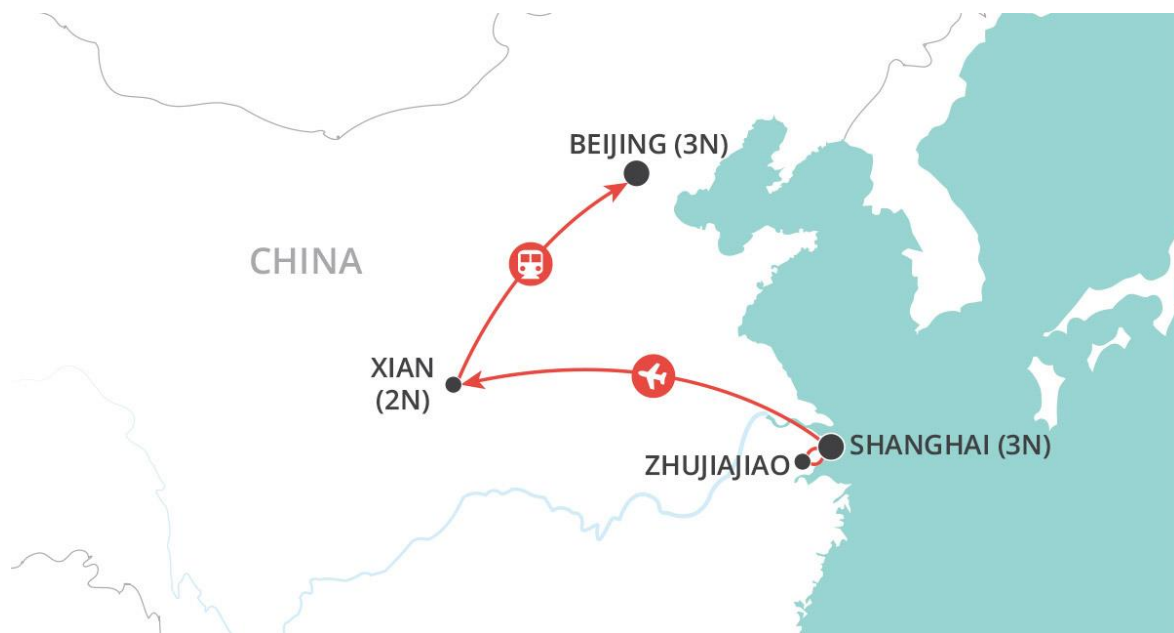 BEIJING (3N)
CHINA
XIAN
(2N)
SHANGHAI (3N)
ZHUJIAJIAO